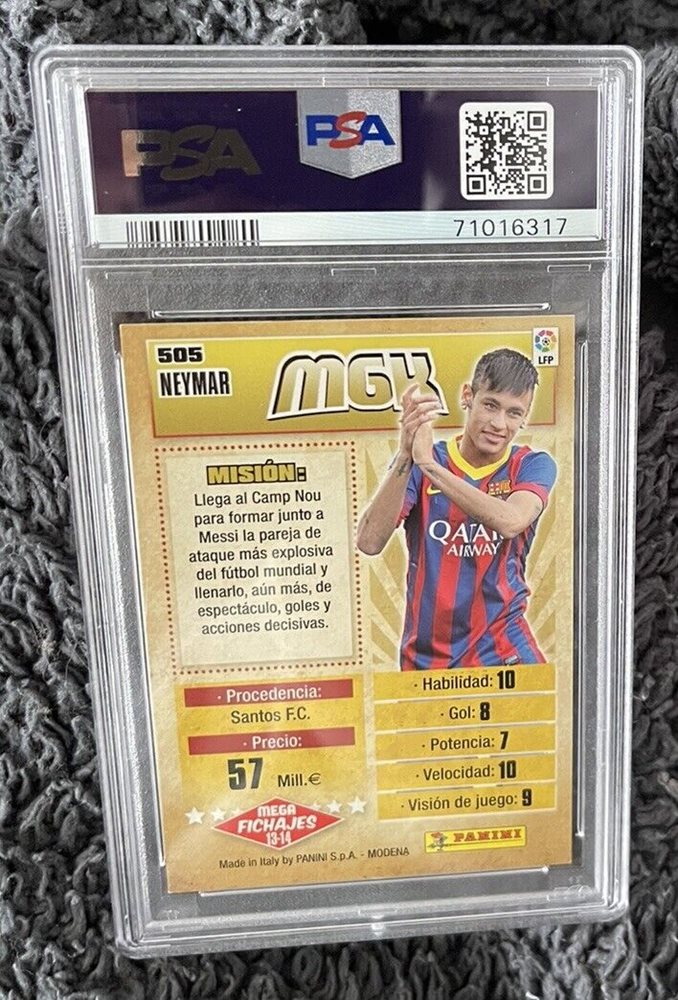 PSA
PSA
71016317
505
NEYMAR
MGK
LFP
MISIÓN:
Llega al Camp Nou
para formar junto a
Messi la pareja de
ataque más explosiva
del fútbol mundial y
llenarlo, aún más, de
espectáculo, goles y
acciones decisivas.
QATAR
AIRWAY
· Procedencia:
Santos F.C.
· Precio:
57 Mill.€
· Habilidad: 10
· Gol: 8
· Potencia: 7
· Velocidad: 10
· Visión de juego: 9
MEGA
FICHAJES
13-14
PANINI
Made in Italy by PANINI S.p.A. - MODENA